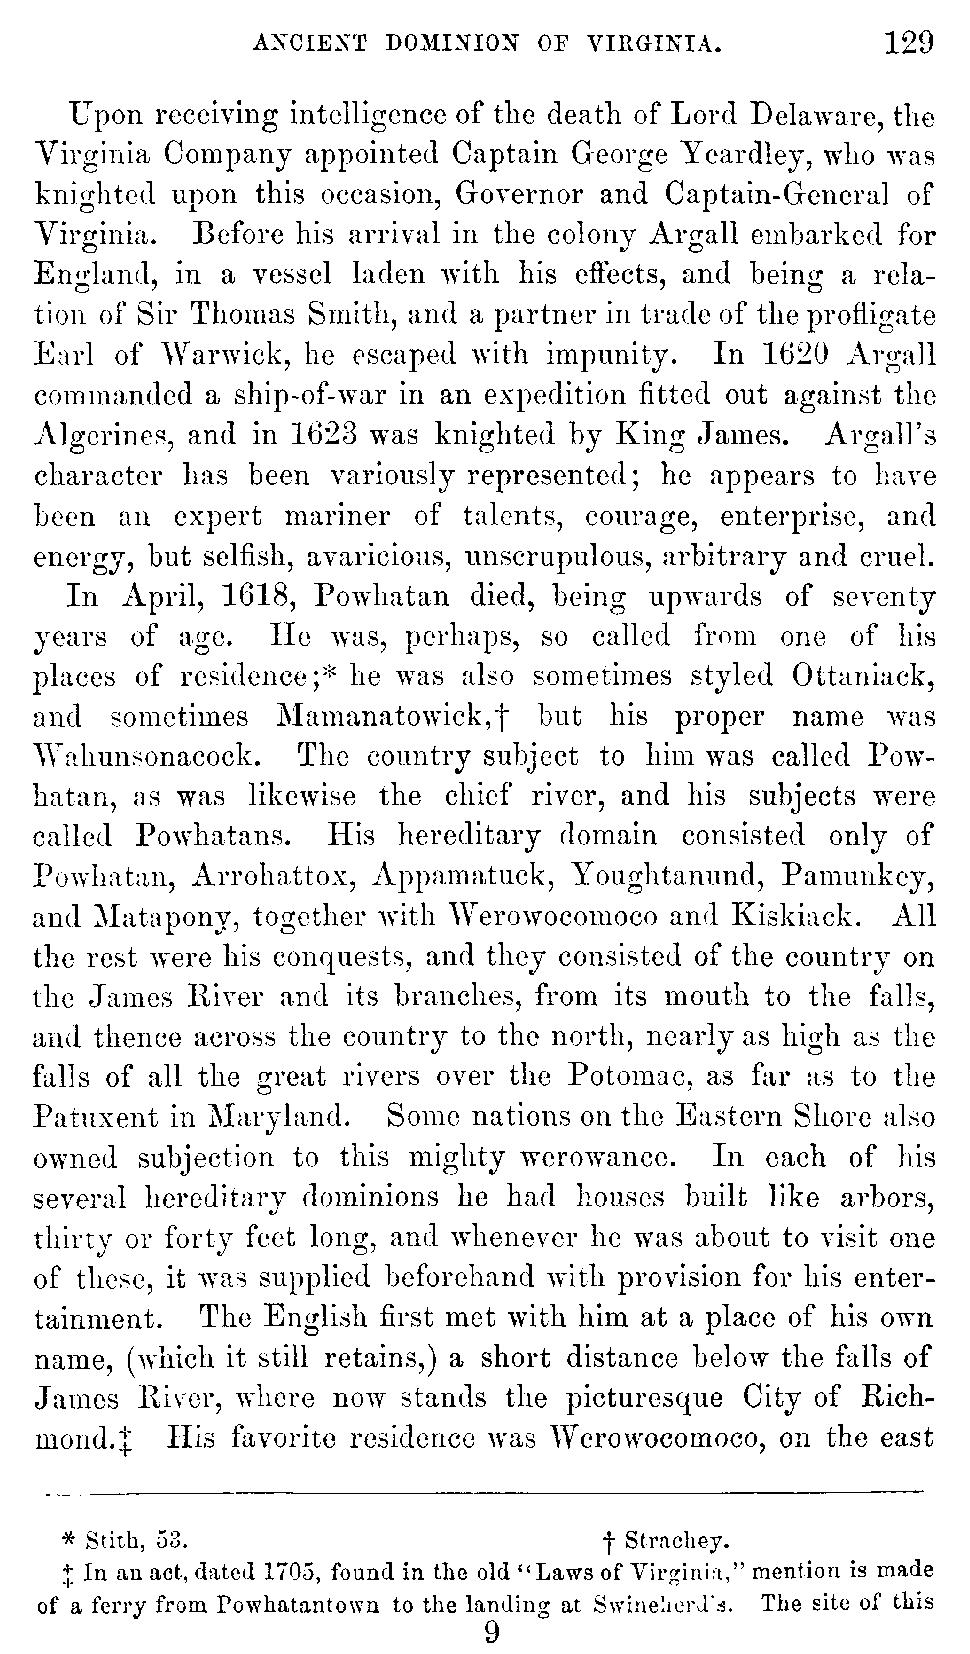 ANCIENT DOMINION OF VIRGINIA. 129
Upon receiving intelligence of the death of Lord Delaware, the
Virginia Company appointed Captain George Yeardley, who was
knighted upon this occasion, Governor and Captain-General of
Virginia. Before his arrival in the colony Argall embarked for
England, in a vessel laden with his effects, and being a rela-
tion of Sir Thomas Smith, and a partner in trade of the profligate
Earl of Warwick, he escaped with impunity. In 1620 Argall
commanded a ship-of-war in an expedition fitted out against the
Algerines, and in 1623 was knighted by King James. Argall's
character has been variously represented; he appears to have
been an expert mariner of talents, courage, enterprise, and
energy, but selfish, avaricious, unscrupulous, arbitrary and cruel.
In April, 1618, Powhatan died, being upwards of seventy
years of age. He was, perhaps, so called from one of his
places of residence;* he was also sometimes styled Ottaniack,
and sometimes Mamanatowick,† but his proper name was
Wahunsonacock. The country subject to him was called Pow-
hatan, as was likewise the chief river, and his subjects were
called Powhatans. His hereditary domain consisted only of
Powhatan, Arrohattox, Appamatuck, Youghtanund, Pamunkey,
and Matapony, together with Werowocomoco and Kiskiack. All
the rest were his conquests, and they consisted of the country on
the James River and its branches, from its mouth to the falls,
and thence across the country to the north, nearly as high as the
falls of all the great rivers over the Potomac, as far as to the
Patuxent in Maryland. Some nations on the Eastern Shore also
owned subjection to this mighty werowance. In each of his
several hereditary dominions he had houses built like arbors,
thirty or forty feet long, and whenever he was about to visit one
of these, it was supplied beforehand with provision for his enter-
tainment. The English first met with him at a place of his own
name, (which it still retains,) a short distance below the falls of
James River, where now stands the picturesque City of Rich-
mond.‡ His favorite residence was Werowocomoco, on the east
* Stith, 53. † Strachey.
‡ In an act, dated 1705, found in the old "Laws of Virginia," mention is made
of a ferry from Powhatantown to the landing at Swineherd's. The site of this
9